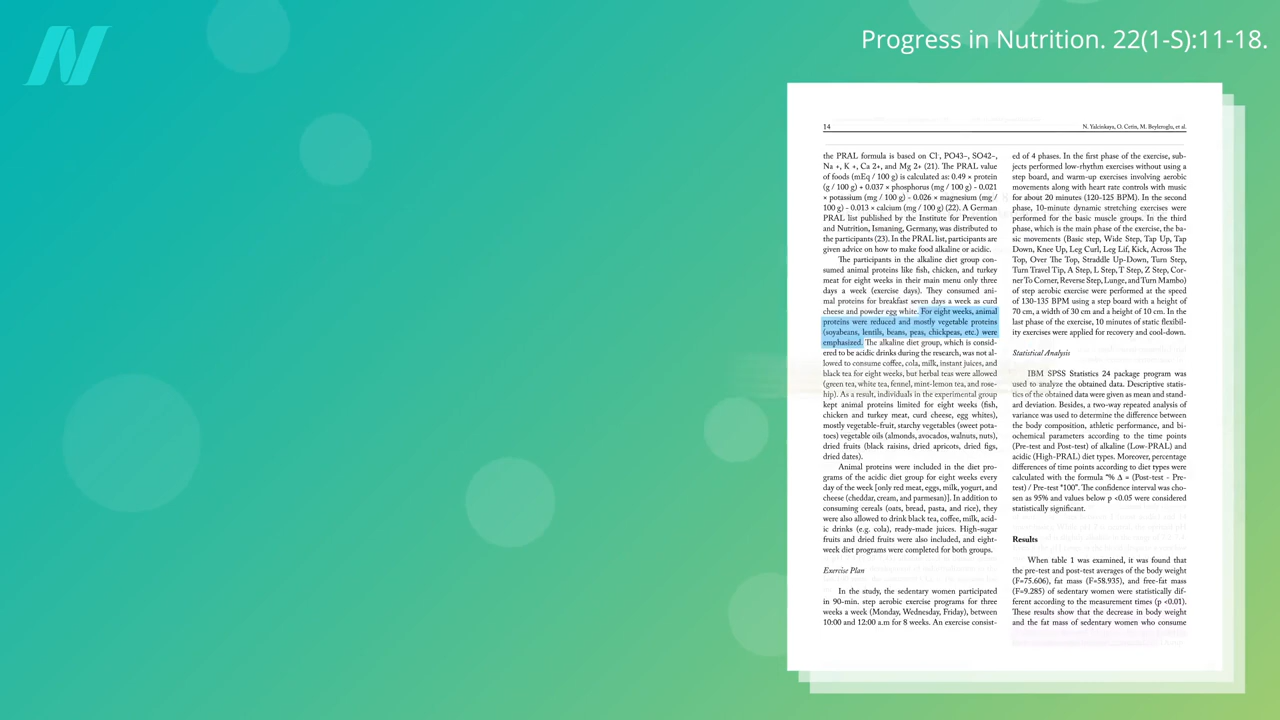 Progress in Nutrition. 22(1-S):11-18.
14
N. Yalcinkaya, O. Cetin, M. Beyleroglu, et al.
the PRAL formula is based on Cl-, PO43−, SO42−,
Na +, K +, Ca 2+, and Mg 2+ (21). The PRAL value
of foods (mEq / 100 g) is calculated as: 0.49 × protein
(g / 100 g) + 0.037 × phosphorus (mg / 100 g) - 0.021
× potassium (mg / 100 g) - 0.026 × magnesium (mg /
100 g) - 0.013 × calcium (mg / 100 g) (22). A German
PRAL list published by the Institute for Prevention
and Nutrition, Ismaning, Germany, was distributed to
the participants (23). In the PRAL list, participants are
given advice on how to make food alkaline or acidic.
The participants in the alkaline diet group con-
sumed animal proteins like fish, chicken, and turkey
meat for eight weeks in their main menu only three
days a week (exercise days). They consumed ani-
mal proteins for breakfast seven days a week as curd
cheese and powder egg white. For eight weeks, animal
proteins were reduced and mostly vegetable proteins
(soyabeans, lentils, beans, peas, chickpeas, etc.) were
emphasized. The alkaline diet group, which is consid-
ered to be acidic drinks during the research, was not al-
lowed to consume coffee, cola, milk, instant juices, and
black tea for eight weeks, but herbal teas were allowed
(green tea, white tea, fennel, mint-lemon tea, and rose-
hip). As a result, individuals in the experimental group
kept animal proteins limited for eight weeks (fish,
chicken and turkey meat, curd cheese, egg whites),
mostly vegetable-fruit, starchy vegetables (sweet pota-
toes) vegetable oils (almonds, avocados, walnuts, nuts),
dried fruits (black raisins, dried apricots, dried figs,
dried dates).
Animal proteins were included in the diet pro-
grams of the acidic diet group for eight weeks every
day of the week [only red meat, eggs, milk, yogurt, and
cheese (cheddar, cream, and parmesan)]. In addition to
consuming cereals (oats, bread, pasta, and rice), they
were also allowed to drink black tea, coffee, milk, acid-
ic drinks (e.g. cola), ready-made juices. High-sugar
fruits and dried fruits were also included, and eight-
week diet programs were completed for both groups.
Exercise Plan
In the study, the sedentary women participated
in 90-min. step aerobic exercise programs for three
weeks a week (Monday, Wednesday, Friday), between
10:00 and 12:00 a.m for 8 weeks. An exercise consist-
ed of 4 phases. In the first phase of the exercise, sub-
jects performed low-rhythm exercises without using a
step board, and warm-up exercises involving aerobic
movements along with heart rate controls with music
for about 20 minutes (120-125 BPM). In the second
phase, 10-minute dynamic stretching exercises were
performed for the basic muscle groups. In the third
phase, which is the main phase of the exercise, the ba-
sic movements (Basic step, Wide Step, Tap Up, Tap
Down, Knee Up, Leg Curl, Leg Lif, Kick, Across The
Top, Over The Top, Straddle Up-Down, Turn Step,
Turn Travel Tip, A Step, L Step, T Step, Z Step, Cor-
ner To Corner, Reverse Step, Lunge, and Turn Mambo)
of step aerobic exercise were performed at the speed
of 130-135 BPM using a step board with a height of
70 cm, a width of 30 cm and a height of 10 cm. In the
last phase of the exercise, 10 minutes of static flexibil-
ity exercises were applied for recovery and cool-down.
Statistical Analysis
IBM SPSS Statistics 24 package program was
used to analyze the obtained data. Descriptive statis-
tics of the obtained data were given as mean and stand-
ard deviation. Besides, a two-way repeated analysis of
variance was used to determine the difference between
the body composition, athletic performance, and bi-
ochemical parameters according to the time points
(Pre-test and Post-test) of alkaline (Low-PRAL) and
acidic (High-PRAL) diet types. Moreover, percentage
differences of time points according to diet types were
calculated with the formula "% Δ = (Post-test - Pre-
test) / Pre-test *100". The confidence interval was cho-
sen as 95% and values below p <0.05 were considered
statistically significant.
Results
When table 1 was examined, it was found that
the pre-test and post-test averages of the body weight
(F=75.606), fat mass (F=58.935), and free-fat mass
(F=9.285) of sedentary women were statistically dif-
ferent according to the measurement times (p <0.01).
These results show that the decrease in body weight
and the fat mass of sedentary women who consume